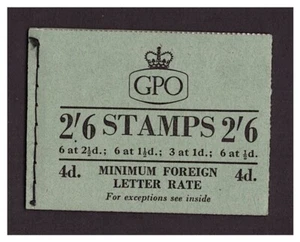 GPO
2/6 STAMPS 2/6
6 at 2½d.; 6 at 1½d.; 3 at 1d.; 6 at ½d.
4d. MINIMUM FOREIGN 4d.
LETTER RATE
For exceptions see inside